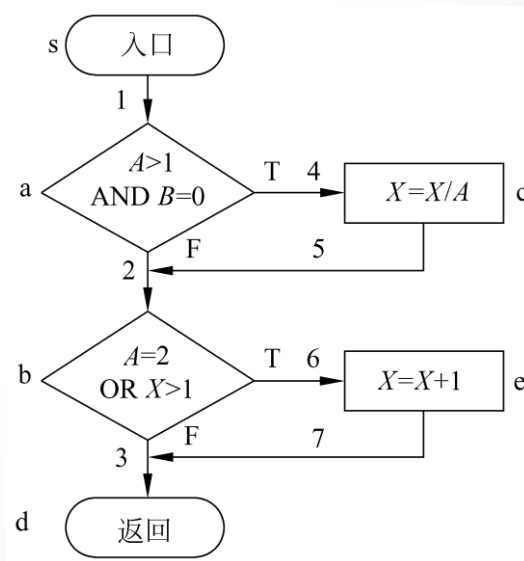 s
入口
1
a
A>1
AND B=0
T
4
X=X/A
c
F
5
2
b
A=2
OR X>1
T
6
X=X+1
e
F
7
3
d
返回